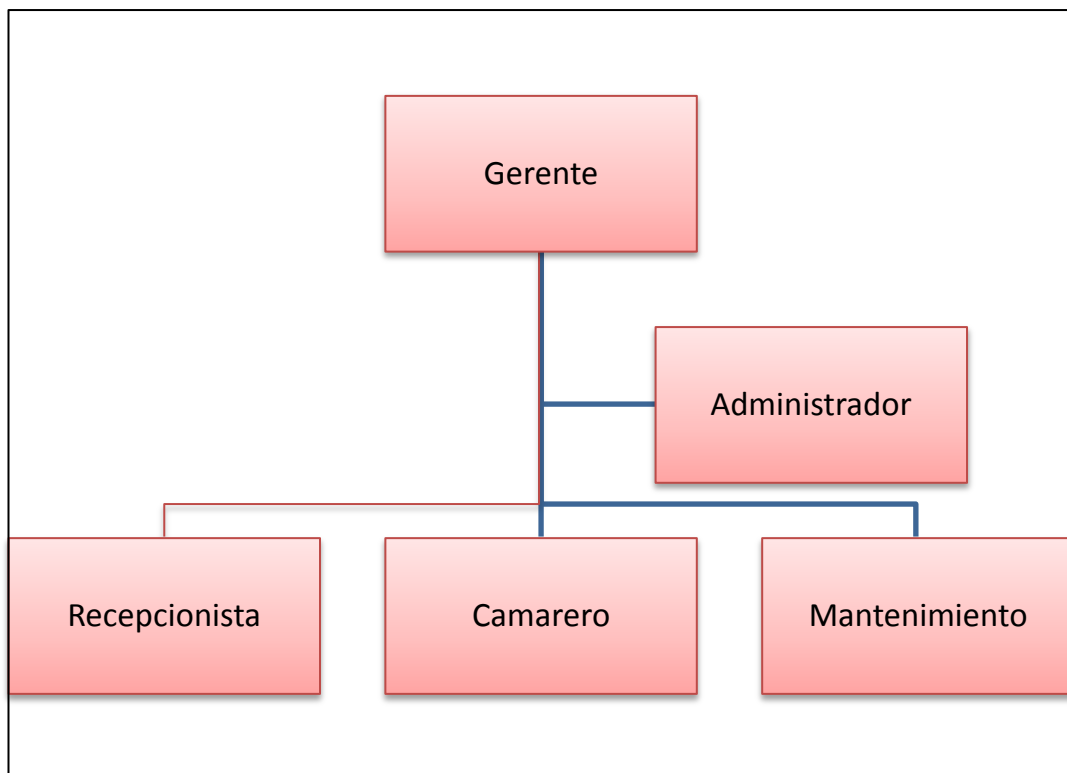 Gerente
Administrador
Recepcionista
Camarero
Mantenimiento